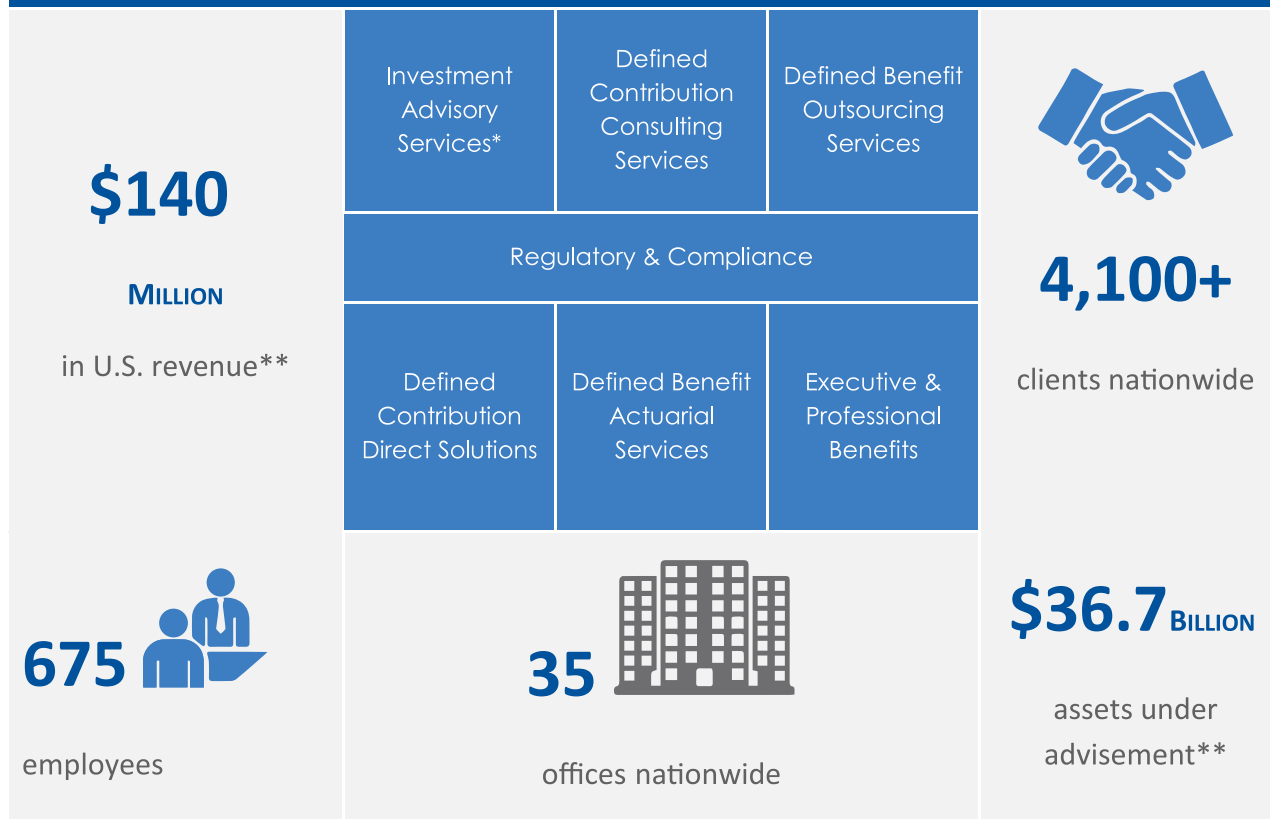 $140
MILLION
in U.S. revenue**
Investment
Advisory
Services*
Defined
Contribution
Consulting
Services
Defined Benefit
Outsourcing
Services
Regulatory & Compliance
Defined
Contribution
Direct Solutions
Defined Benefit
Actuarial
Services
Executive &
Professional
Benefits
4,100+
clients nationwide
675
employees
35
offices nationwide
$36.7 BILLION
assets under
advisement**